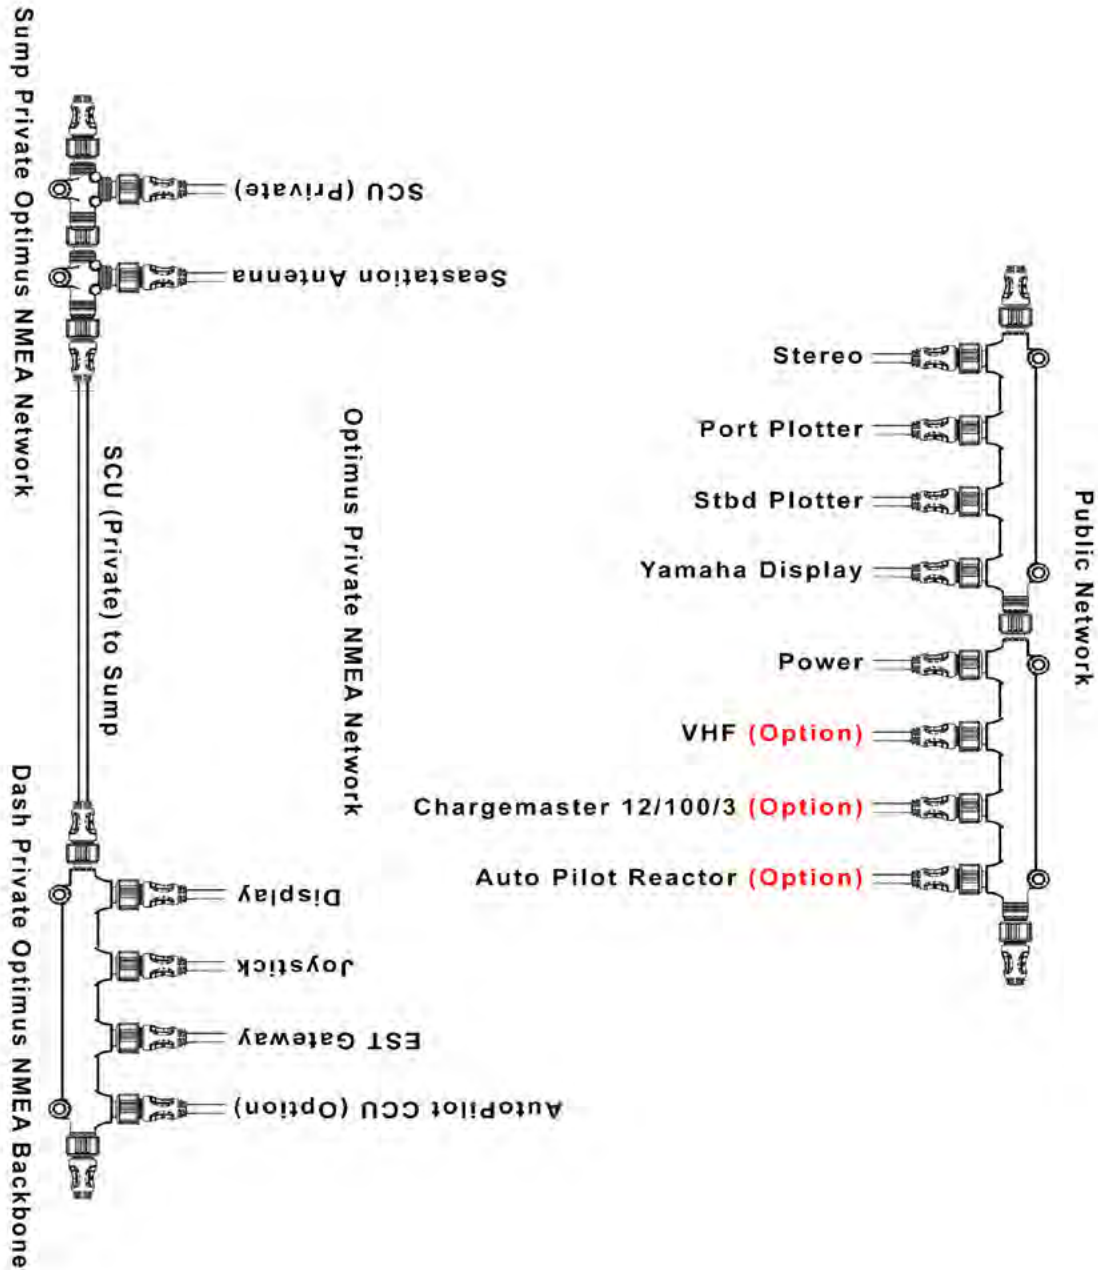 Sump Private Optimus NMEA Network
SCU (Private)
Seastation Antenna
SCU (Private) to Sump
Optimus Private NMEA Network
Dash Private Optimus NMEA Backbone
Display
Joystick
EST Gateway
AutoPilot CCU (Option)
Public Network
Stereo
Port Plotter
Stbd Plotter
Yamaha Display
Power
VHF (Option)
Chargemaster 12/100/3 (Option)
Auto Pilot Reactor (Option)